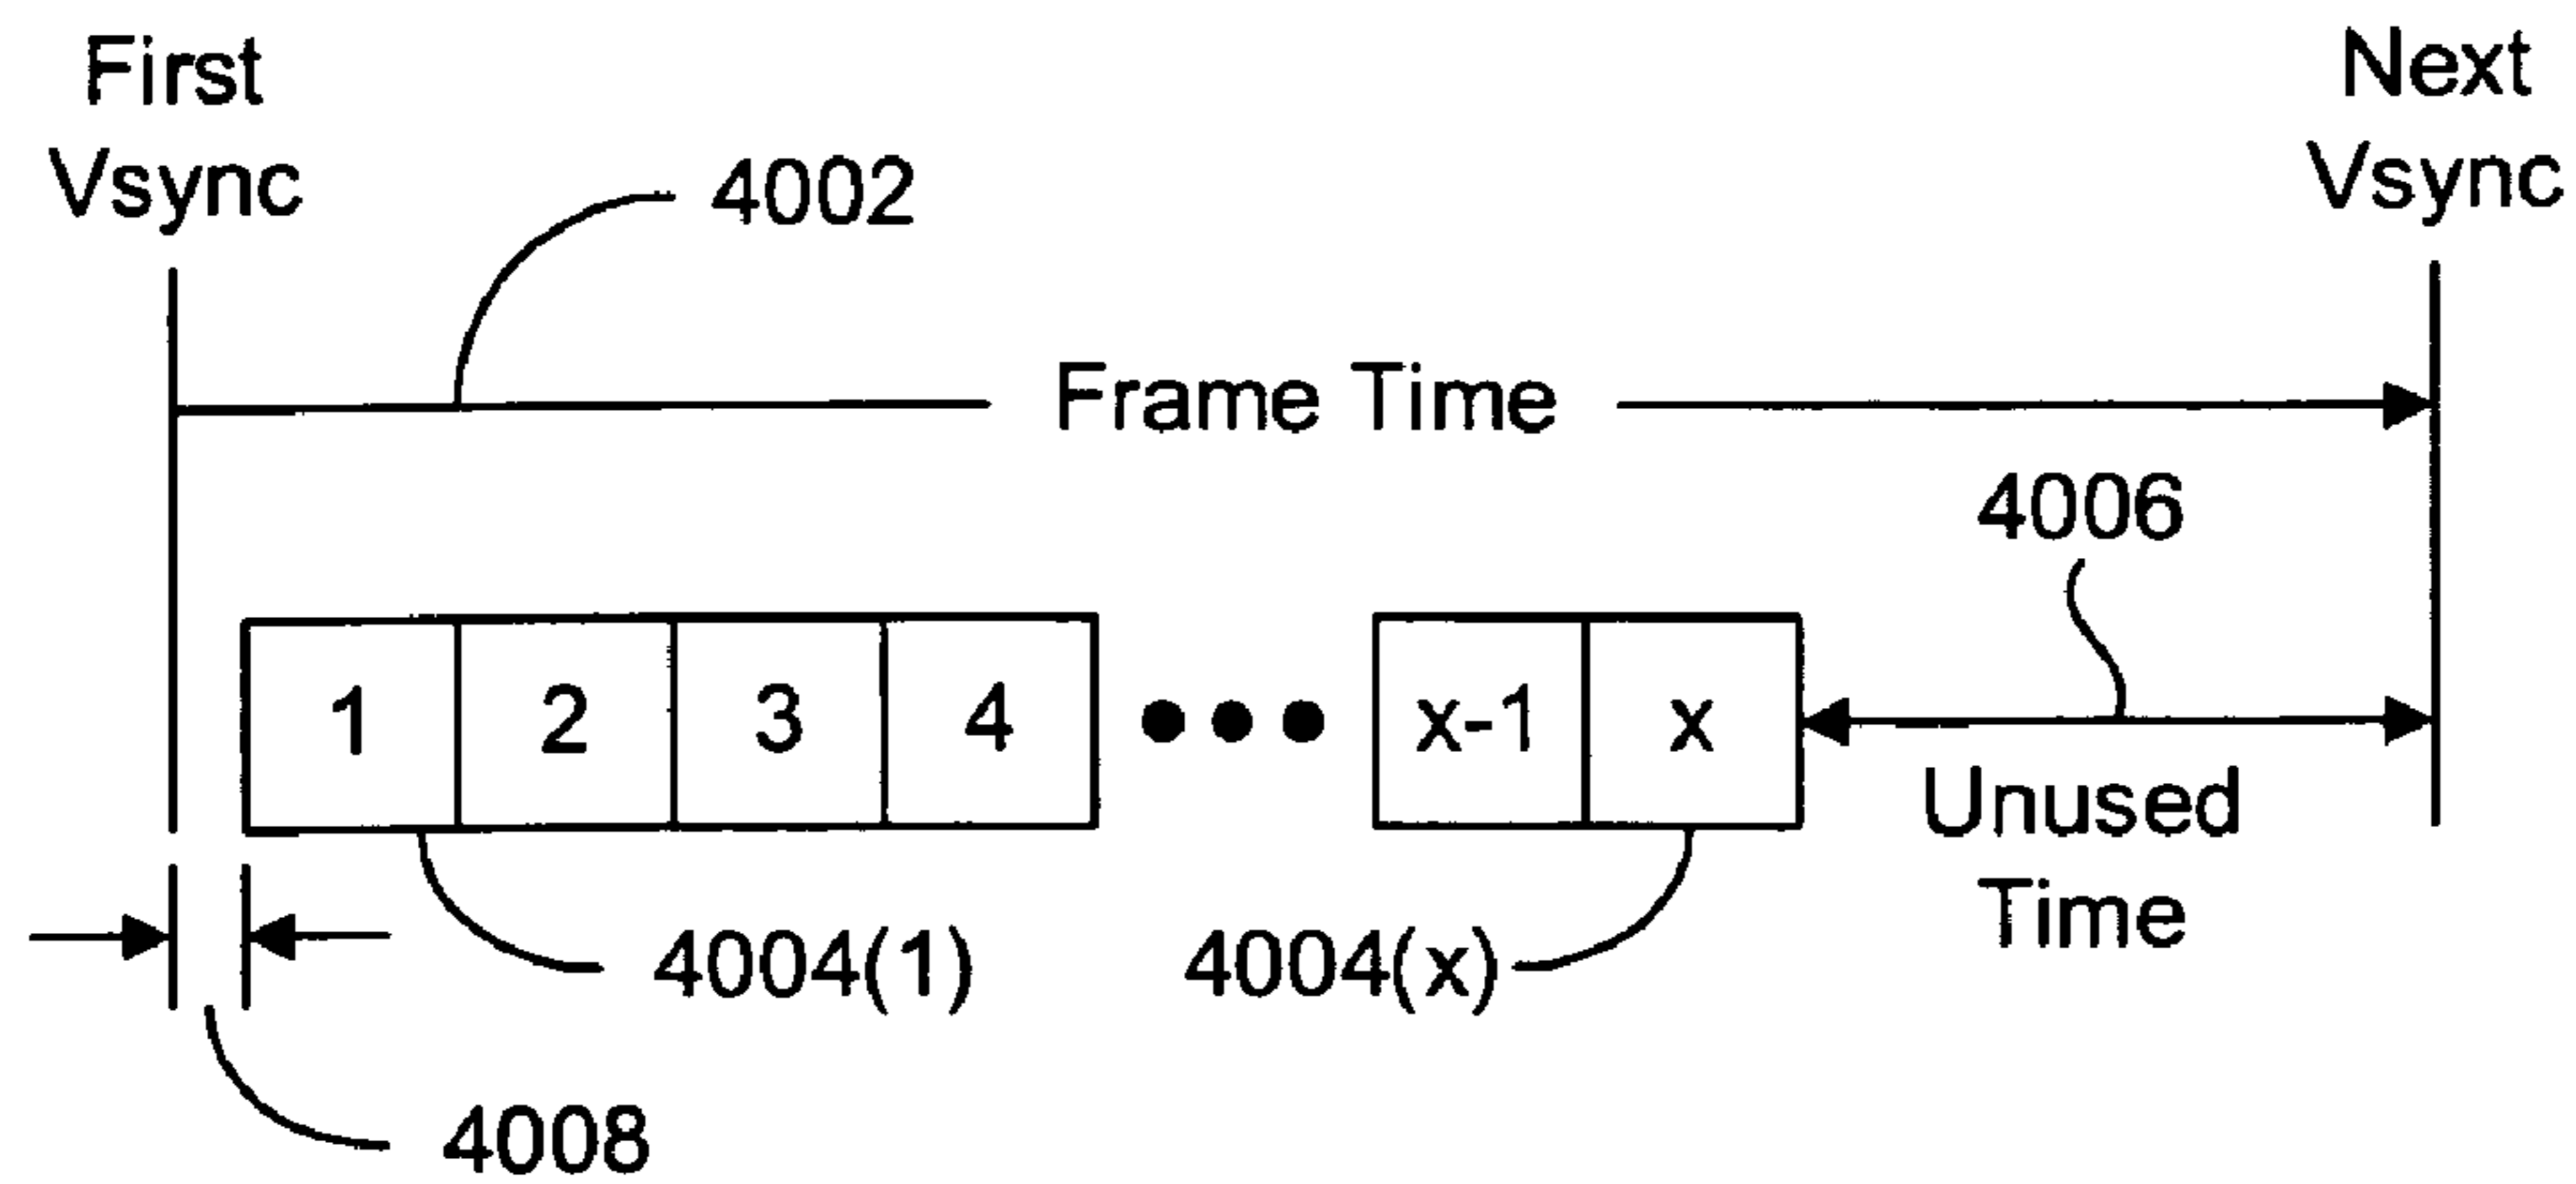 First
Vsync
Next
Vsync
4002
Frame Time
4006
1
2
3
4
x-1
x
Unused
Time
4004(1)
4004(x)
4008